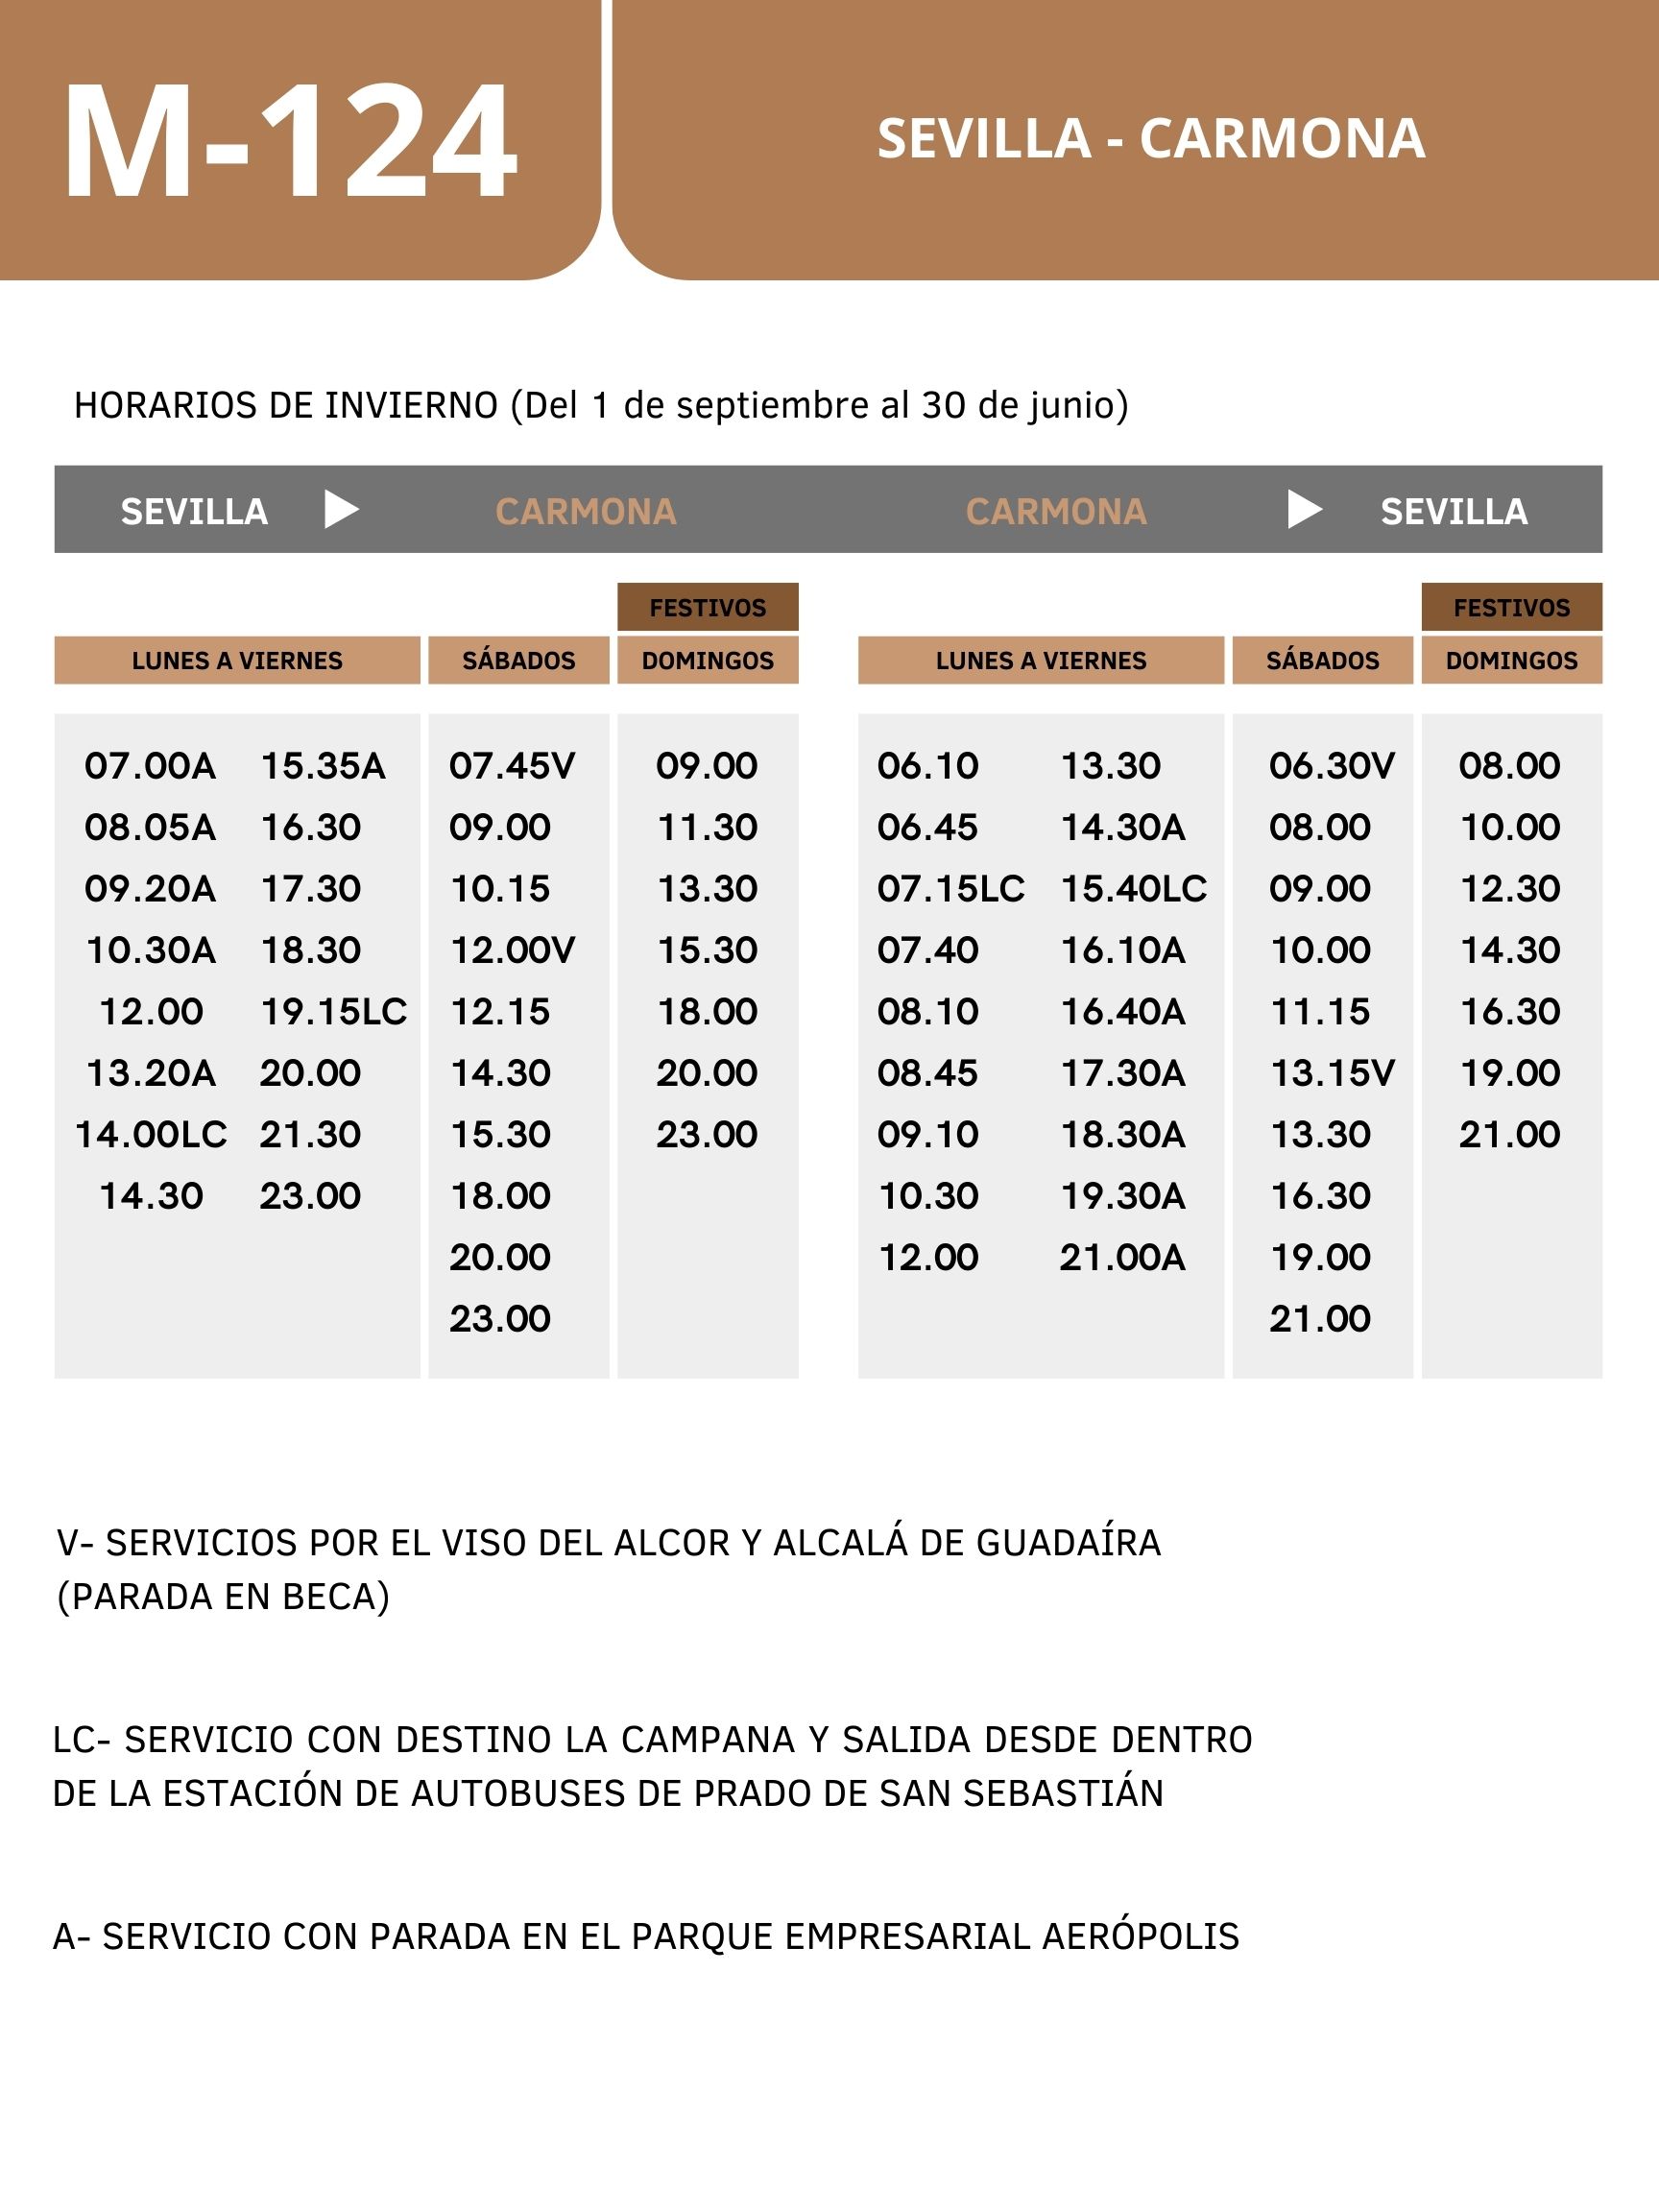 M-124
SEVILLA - CARMONA
HORARIOS DE INVIERNO (Del 1 de septiembre al 30 de junio)
SEVILLA ▶ CARMONA CARMONA ▶ SEVILLA
FESTIVOS FESTIVOS
LUNES A VIERNES SÁBADOS DOMINGOS LUNES A VIERNES SÁBADOS DOMINGOS
07.00A 15.35A 07.45V 09.00 06.10 13.30 06.30V 08.00
08.05A 16.30 09.00 11.30 06.45 14.30A 08.00 10.00
09.20A 17.30 10.15 13.30 07.15LC 15.40LC 09.00 12.30
10.30A 18.30 12.00V 15.30 07.40 16.10A 10.00 14.30
12.00 19.15LC 12.15 18.00 08.10 16.40A 11.15 16.30
13.20A 20.00 14.30 20.00 08.45 17.30A 13.15V 19.00
14.00LC 21.30 15.30 23.00 09.10 18.30A 13.30 21.00
14.30 23.00 18.00 10.30 19.30A 16.30
20.00 12.00 21.00A 19.00
23.00 21.00
V- SERVICIOS POR EL VISO DEL ALCOR Y ALCALÁ DE GUADAÍRA
(PARADA EN BECA)
LC- SERVICIO CON DESTINO LA CAMPANA Y SALIDA DESDE DENTRO
DE LA ESTACIÓN DE AUTOBUSES DE PRADO DE SAN SEBASTIÁN
A- SERVICIO CON PARADA EN EL PARQUE EMPRESARIAL AERÓPOLIS